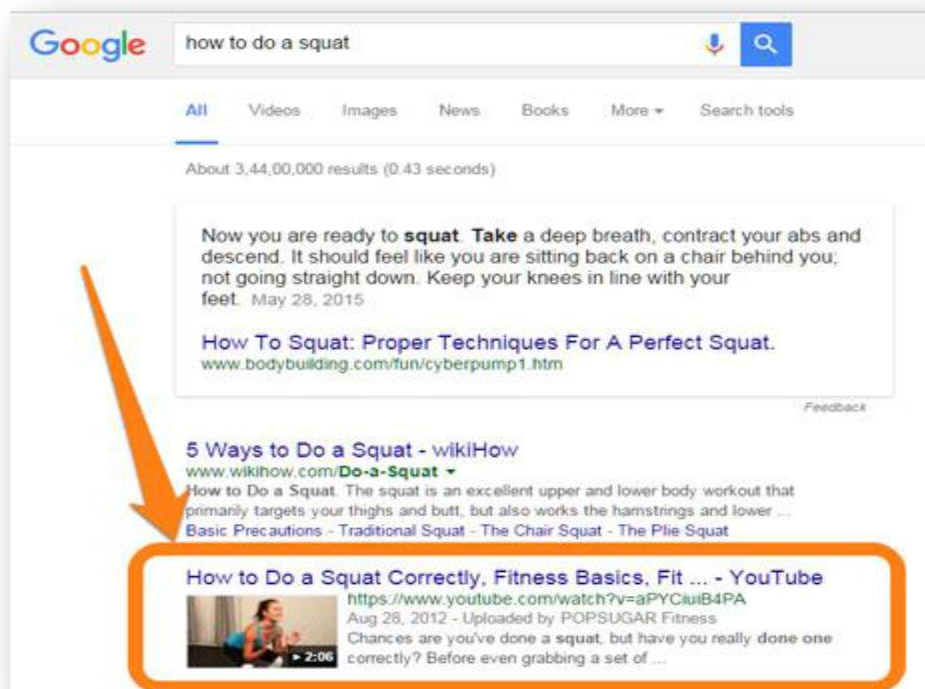 Google
how to do a squat
All Videos Images News Books More Search tools
About 3,44,00,000 results (0.43 seconds)
Now you are ready to squat. Take a deep breath, contract your abs and
descend. It should feel like you are sitting back on a chair behind you;
not going straight down. Keep your knees in line with your
feet. May 28, 2015
How To Squat: Proper Techniques For A Perfect Squat.
www.bodybuilding.com/fun/cyberpump1.htm
Feedback
5 Ways to Do a Squat - wikiHow
www.wikihow.com/Do-a-Squat
How to Do a Squat. The squat is an excellent upper and lower body workout that
primarily targets your thighs and butt, but also works the hamstrings and lower ...
Basic Precautions - Traditional Squat - The Chair Squat - The Plie Squat
How to Do a Squat Correctly, Fitness Basics, Fit ... - YouTube
https://www.youtube.com/watch?v=aPYCiuiB4PA
Aug 28, 2012 - Uploaded by POPSUGAR Fitness
Chances are you've done a squat, but have you really done one
2:06
correctly? Before even grabbing a set of ...